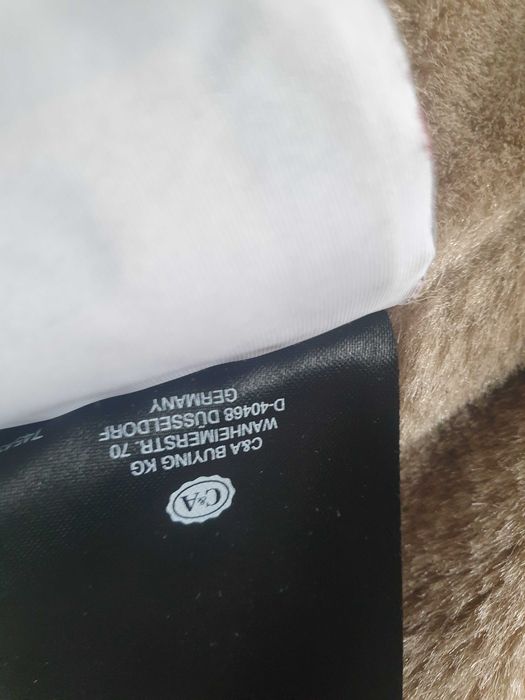 C&A
C&A BUYING KG
WANHEIMERSTR. 70
D-40468 DÜSSELDORF
GERMANY